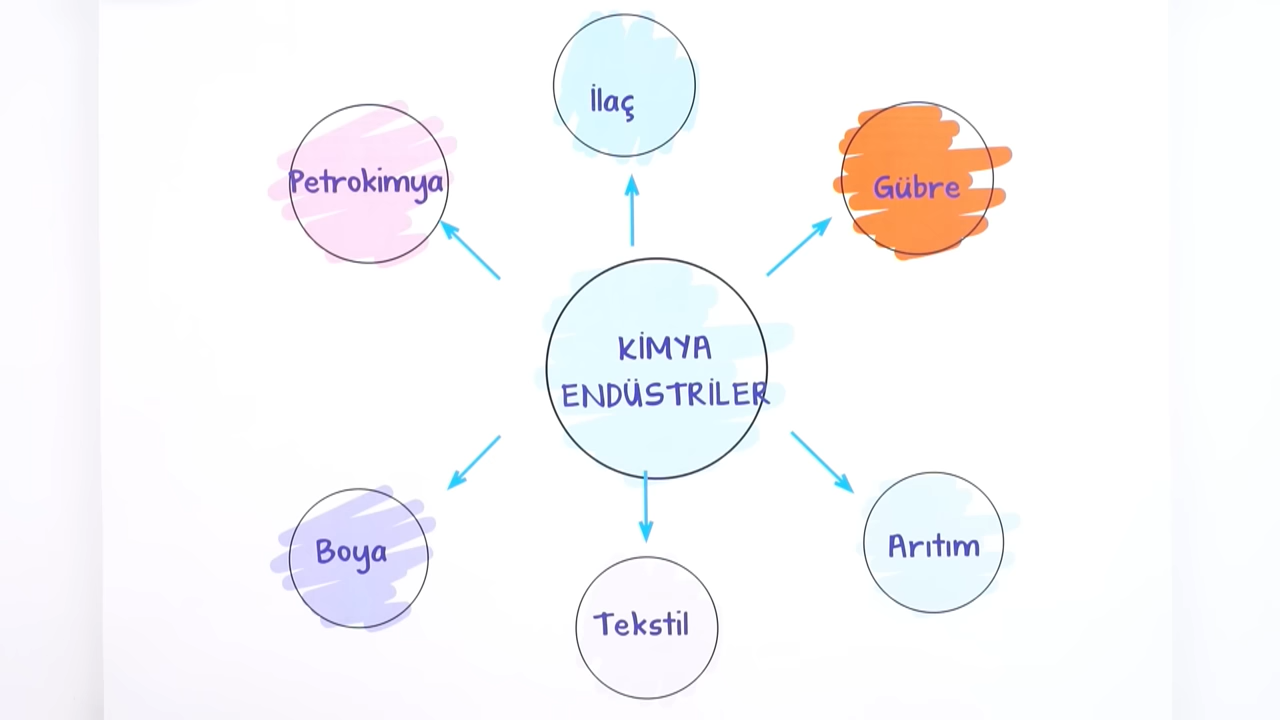 İlaç
Petrokimya
Gübre
KİMYA
ENDÜSTRİLER
Boya
Arıtım
Tekstil